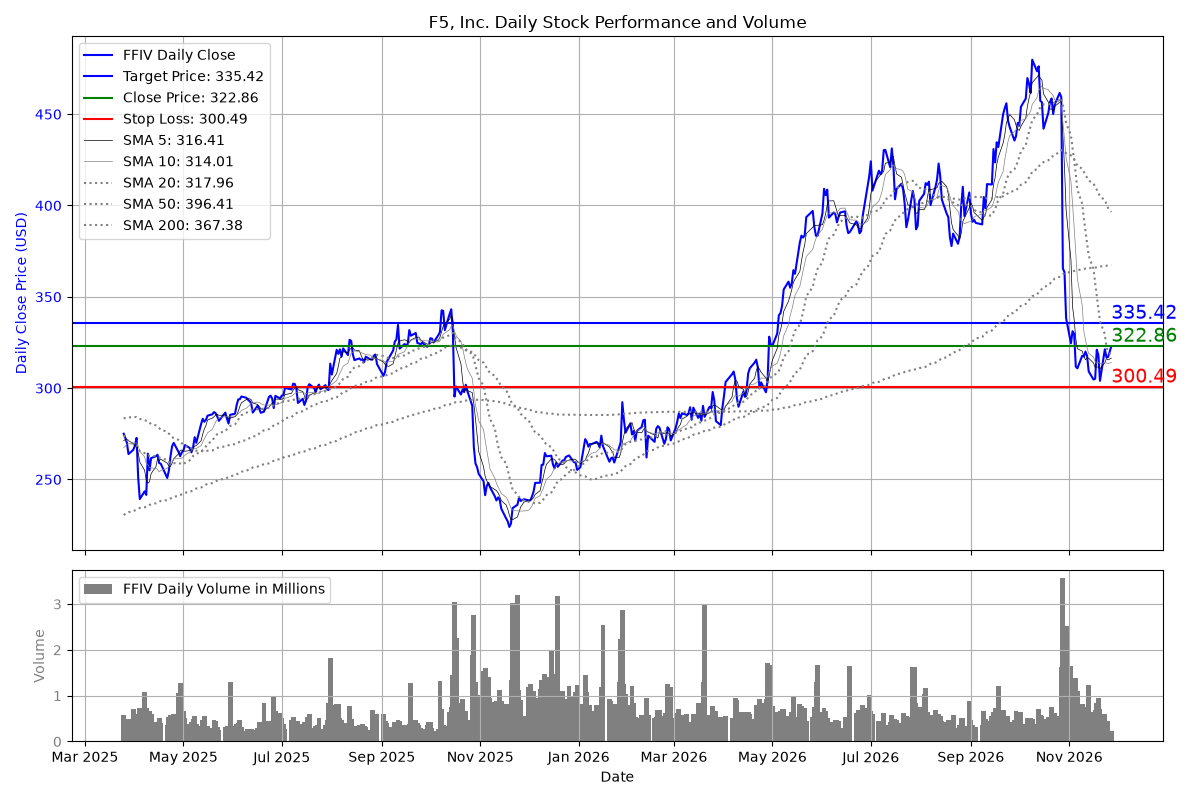 F5, Inc. Daily Stock Performance and Volume
FFIV Daily Close
Target Price: 335.42
Close Price: 322.86
Stop Loss: 300.49
SMA 5: 316.41
SMA 10: 314.01
SMA 20: 317.96
SMA 50: 396.41
SMA 200: 367.38
Daily Close Price (USD)
450
400
350
300
250
335.42
322.86
300.49
FFIV Daily Volume in Millions
Volume
3
2
1
0
Mar 2025 May 2025 Jul 2025 Sep 2025 Nov 2025 Jan 2026 Mar 2026 May 2026 Jul 2026 Sep 2026 Nov 2026
Date